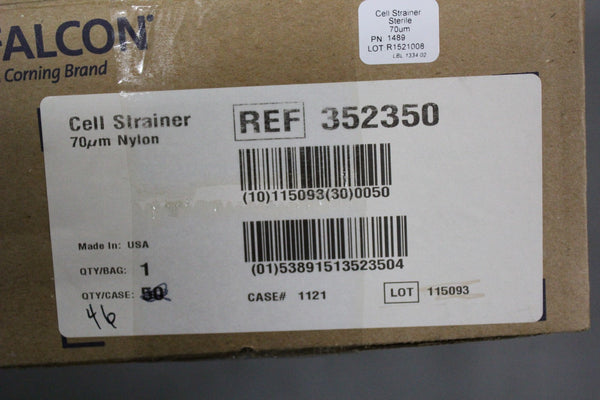 FALCON®
Corning Brand
Cell Strainer
Sterile
70um
PN 1489
LOT R1521008
LBL 1334 02
Cell Strainer
70µm Nylon
REF 352350
(10)115093(30)0050
(01)53891513523504
Made In: USA
QTY/BAG: 1
QTY/CASE: 50
46
CASE# 1121
LOT 115093